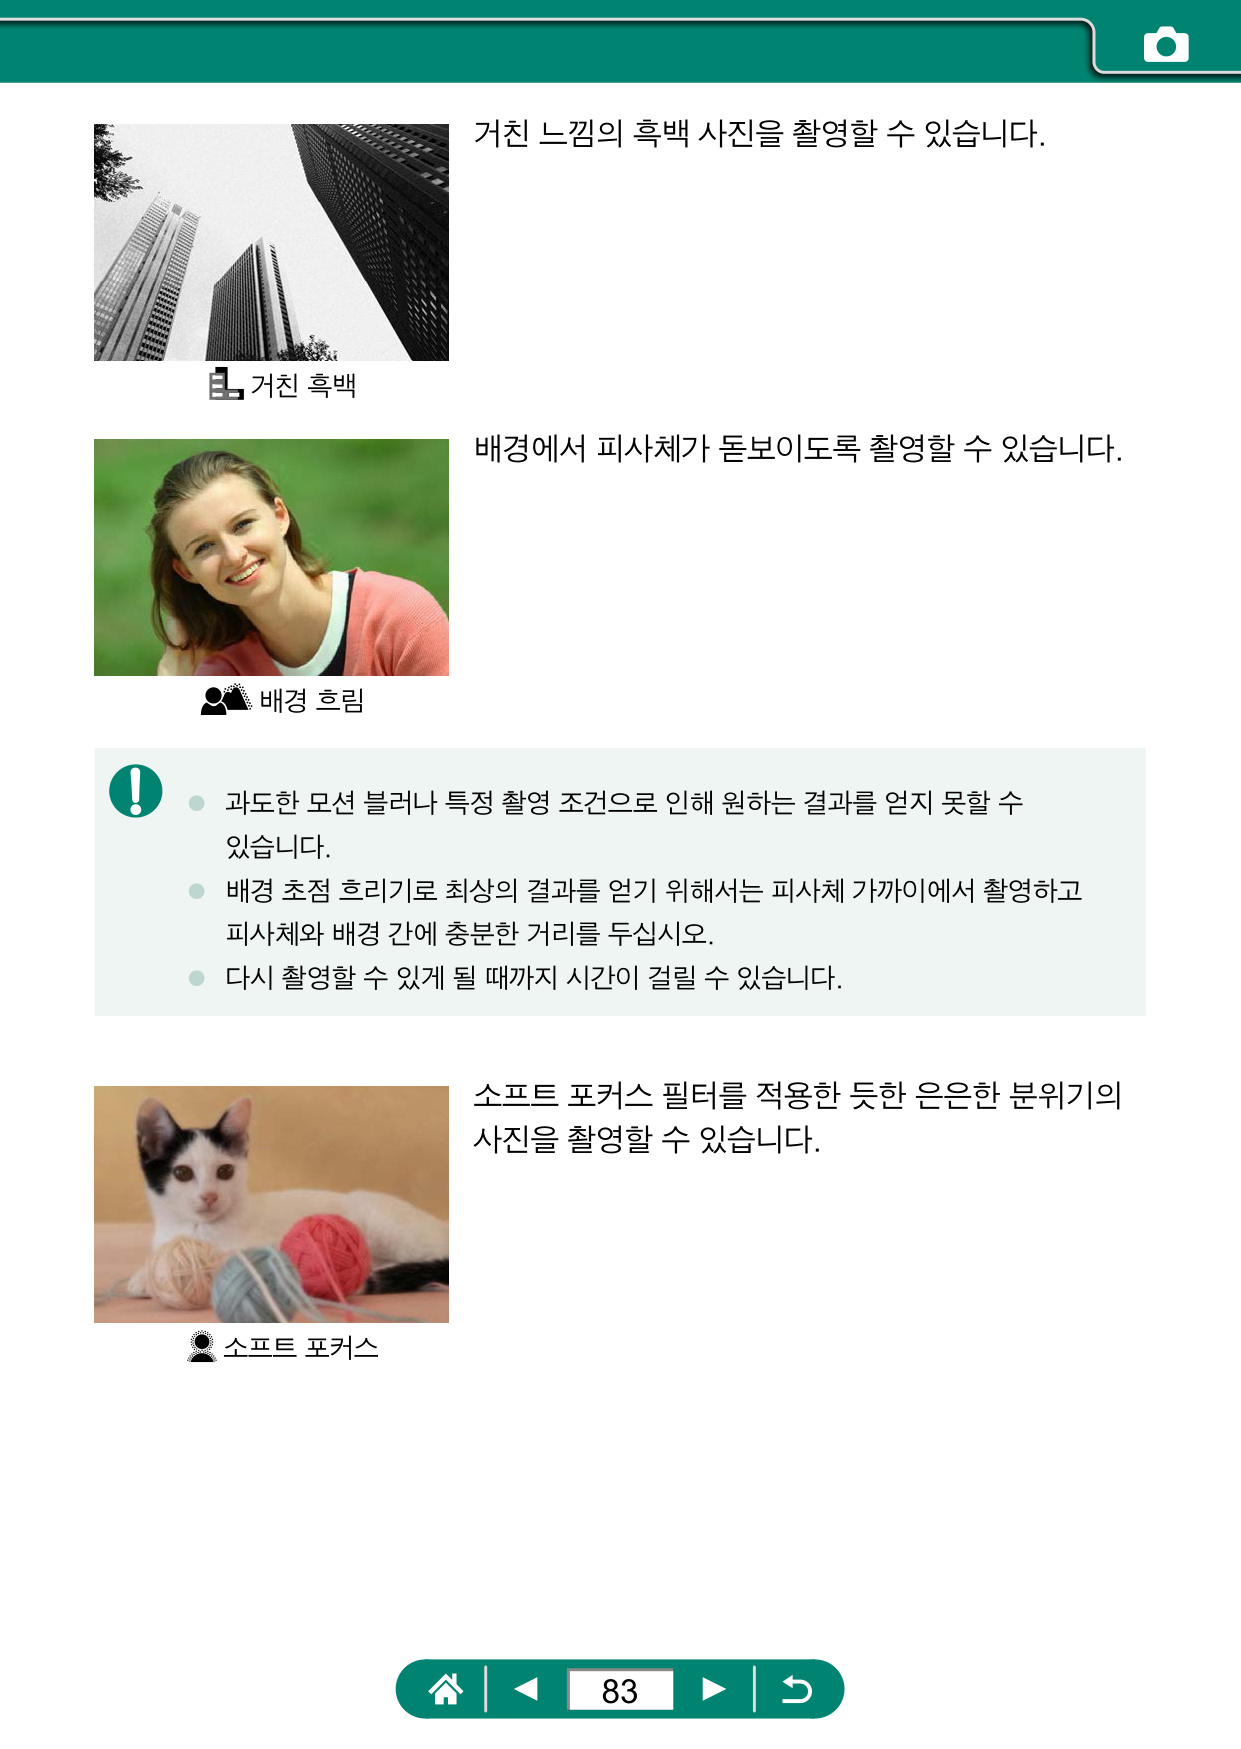 거친 느낌의 흑백 사진을 촬영할 수 있습니다.
거친 흑백
배경에서 피사체가 돋보이도록 촬영할 수 있습니다.
배경 흐림
과도한 모션 블러나 특정 촬영 조건으로 인해 원하는 결과를 얻지 못할 수
있습니다.
배경 초점 흐리기로 최상의 결과를 얻기 위해서는 피사체 가까이에서 촬영하고
피사체와 배경 간에 충분한 거리를 두십시오.
다시 촬영할 수 있게 될 때까지 시간이 걸릴 수 있습니다.
소프트 포커스 필터를 적용한 듯한 은은한 분위기의
사진을 촬영할 수 있습니다.
소프트 포커스
83